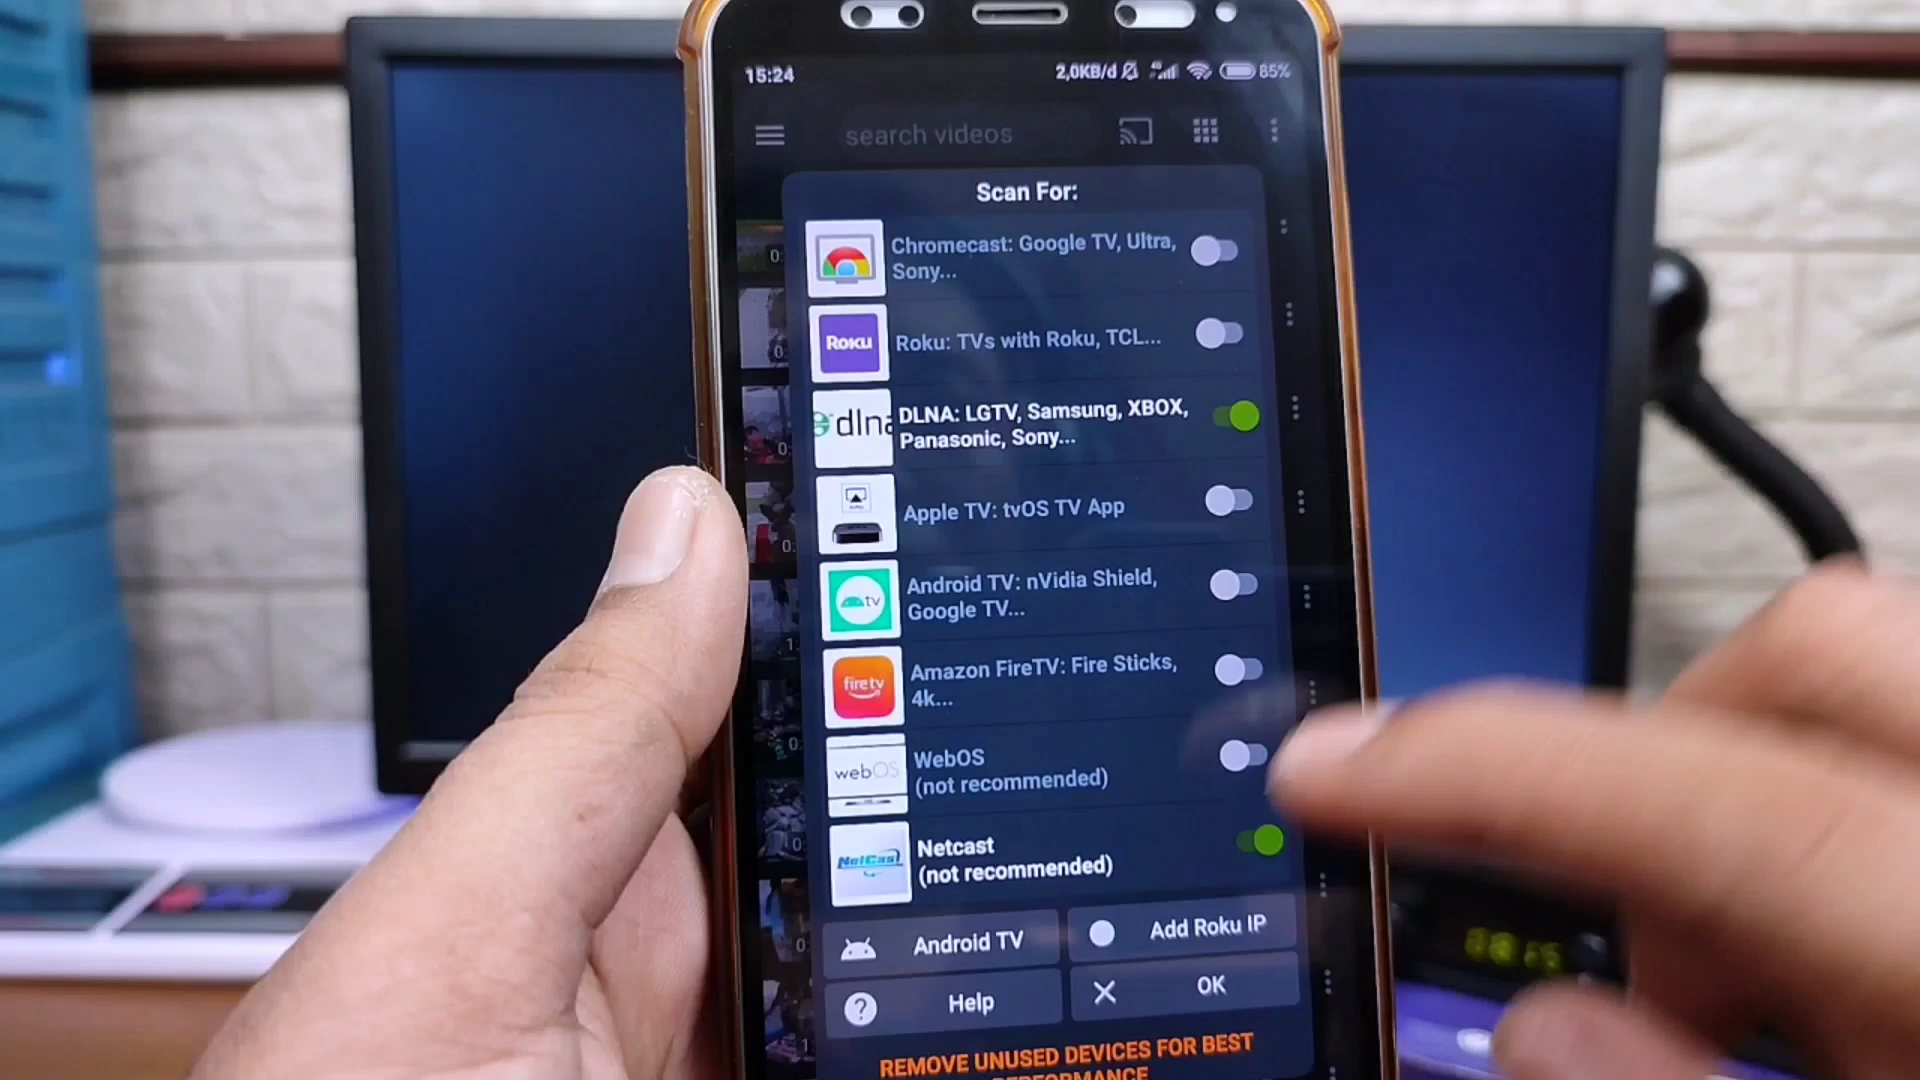 15:24
2,0KB/d 85%
search videos
Scan For:
Chromecast: Google TV, Ultra,
Sony...
ROKU
Roku: TVs with Roku, TCL...
dlna
DLNA: LGTV, Samsung, XBOX,
Panasonic, Sony...
Apple TV: tvOS TV App
tv
Android TV: nVidia Shield,
Google TV...
firetv
Amazon FireTV: Fire Sticks,
4k...
webOS
WebOS
(not recommended)
NetCast
Netcast
(not recommended)
Android TV
Add Roku IP
Help
OK
REMOVE UNUSED DEVICES FOR BEST
PERFORMANCE